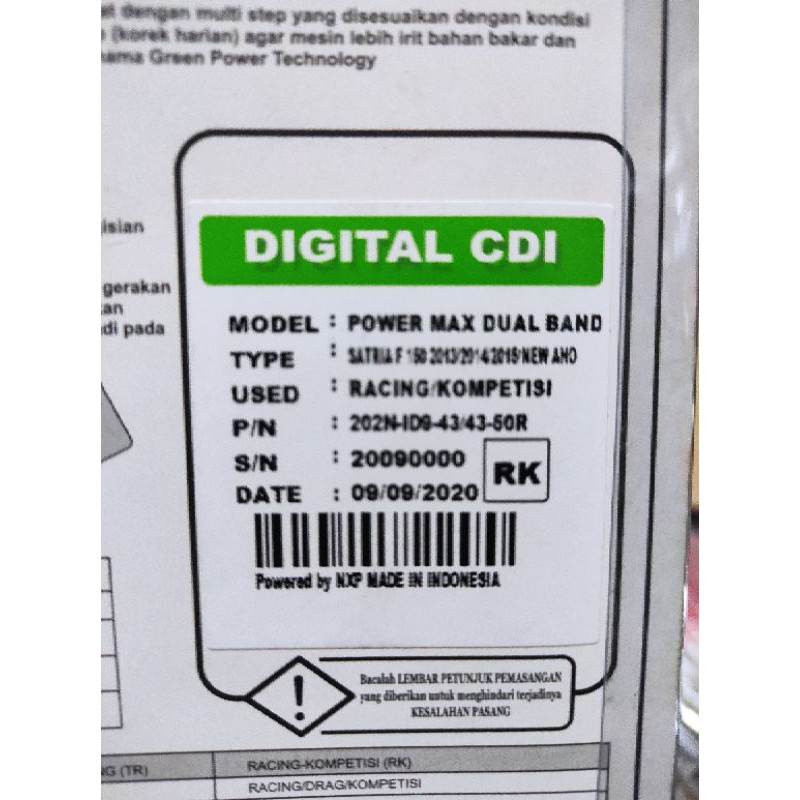 dengan multi step yang disesuaikan dengan kondisi
(korek harian) agar mesin lebih irit bahan bakar dan
Green Power Technology
isian
gerakan
di pada
DIGITAL CDI
MODEL : POWER MAX DUAL BAND
TYPE : SATRIA F 150 2013/2014/2015/NEW AHO
USED : RACING/KOMPETISI
P/N : 202N-ID9-43/43-50R
S/N : 20090000
DATE : 09/09/2020
RK
Powered by NXP MADE IN INDONESIA
!
Bacalah LEMBAR PETUNJUK PEMASANGAN
yang diberikan untuk menghindari terjadinya
KESALAHAN PASANG
(TR) RACING-KOMPETISI (RK)
RACING/DRAG/KOMPETISI